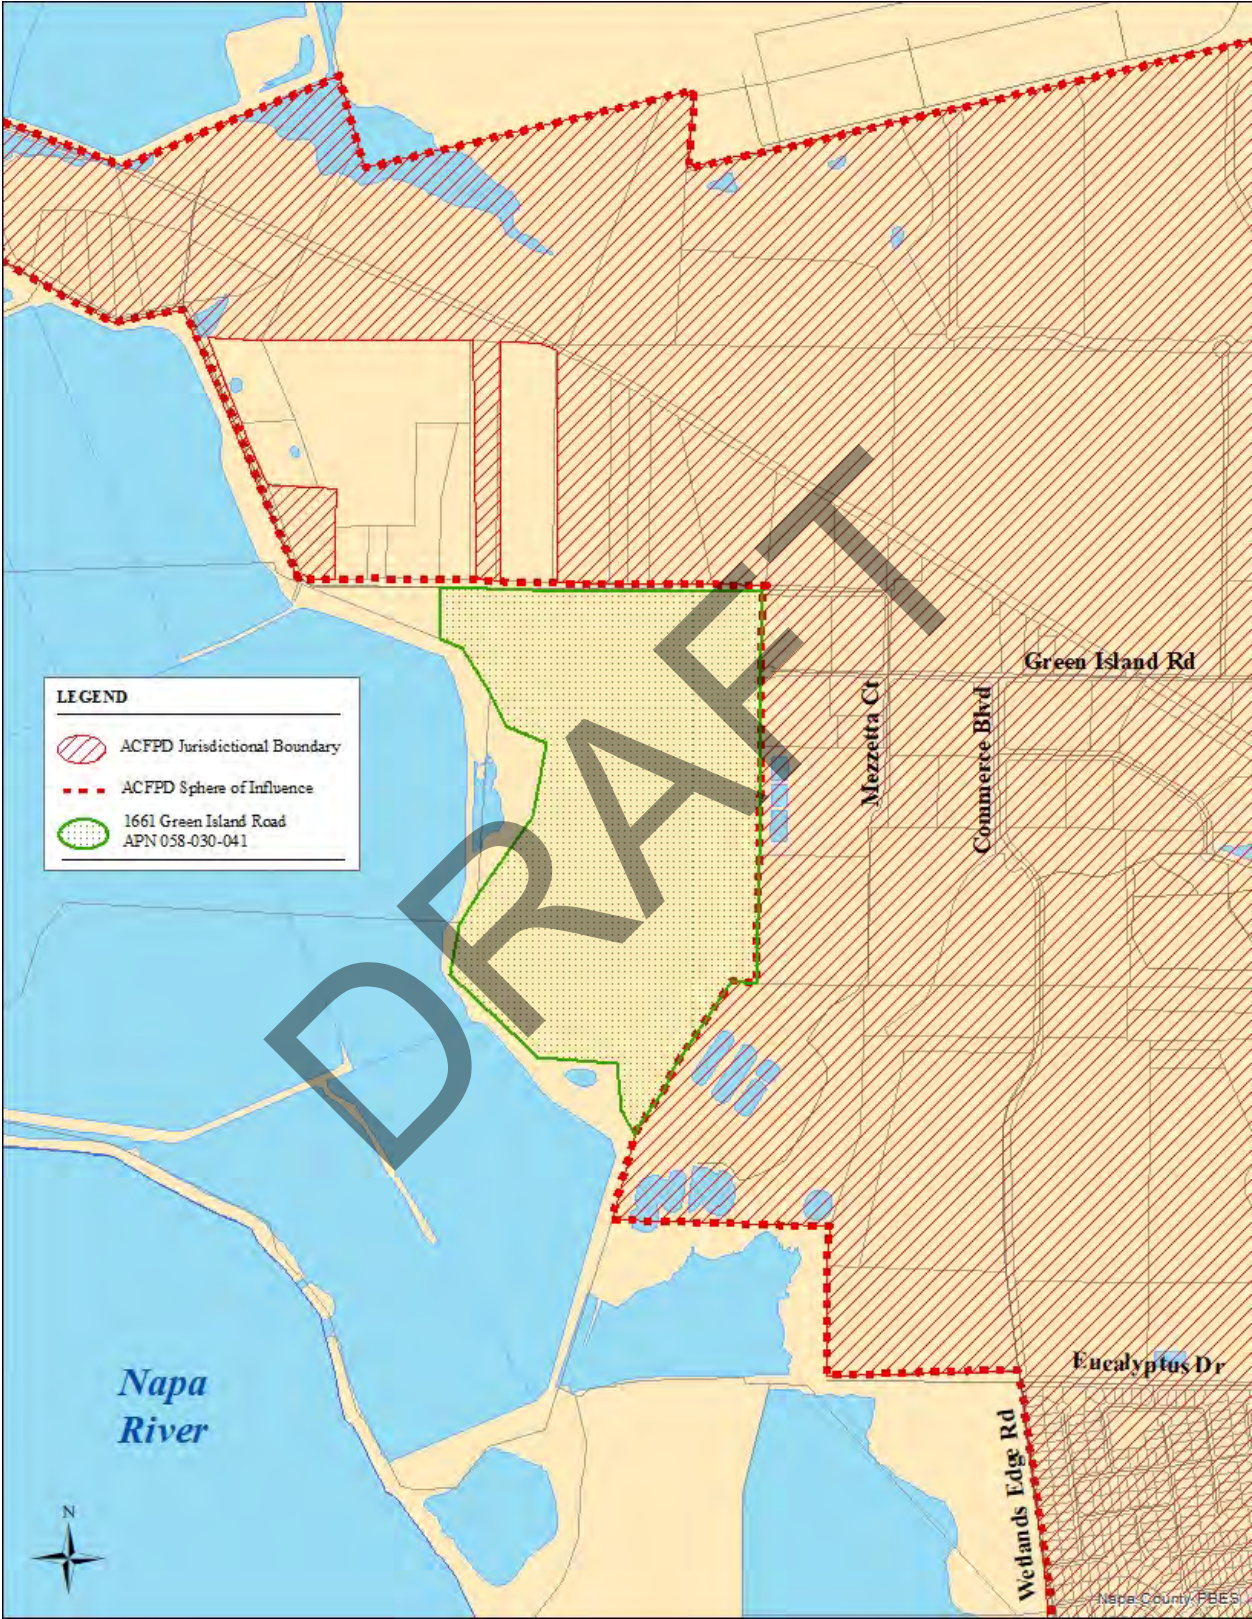 Green Island Rd
LEGEND
ACFPD Jurisdictional Boundary
ACFPD Sphere of Influence
1661 Green Island Road
APN 058-030-041
Mezzetta Ct
Commerce Blvd
DRAFT
Eucalyptus Dr
Napa
River
Wetlands Edge Rd
N
Napa County PBES